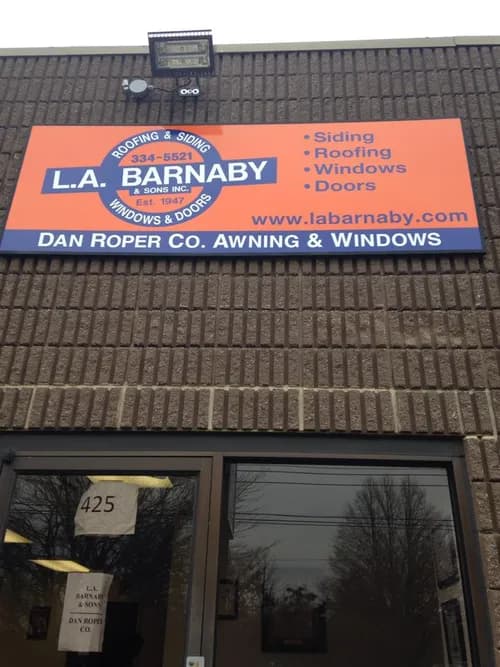 ROOFING & SIDING
334-5521
L.A. BARNABY
& SONS INC.
Est. 1947
WINDOWS & DOORS
• Siding
• Roofing
• Windows
• Doors
www.labarnaby.com
DAN ROPER CO. AWNING & WINDOWS
425
L.A.
BARNABY
& SONS
DAN ROPER
CO.